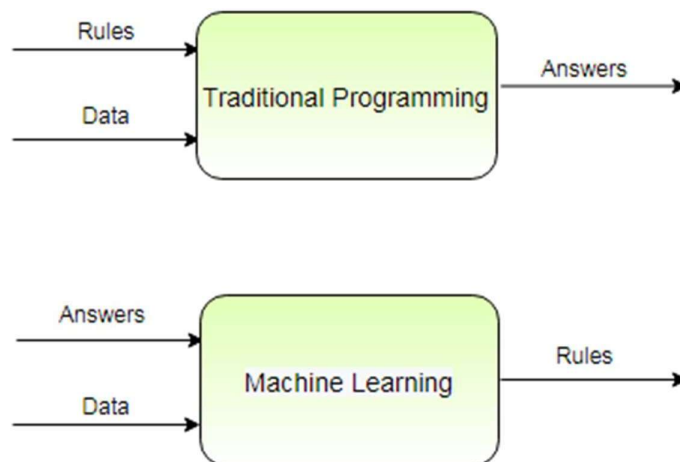 Rules
Data
Traditional Programming
Answers
Answers
Data
Machine Learning
Rules